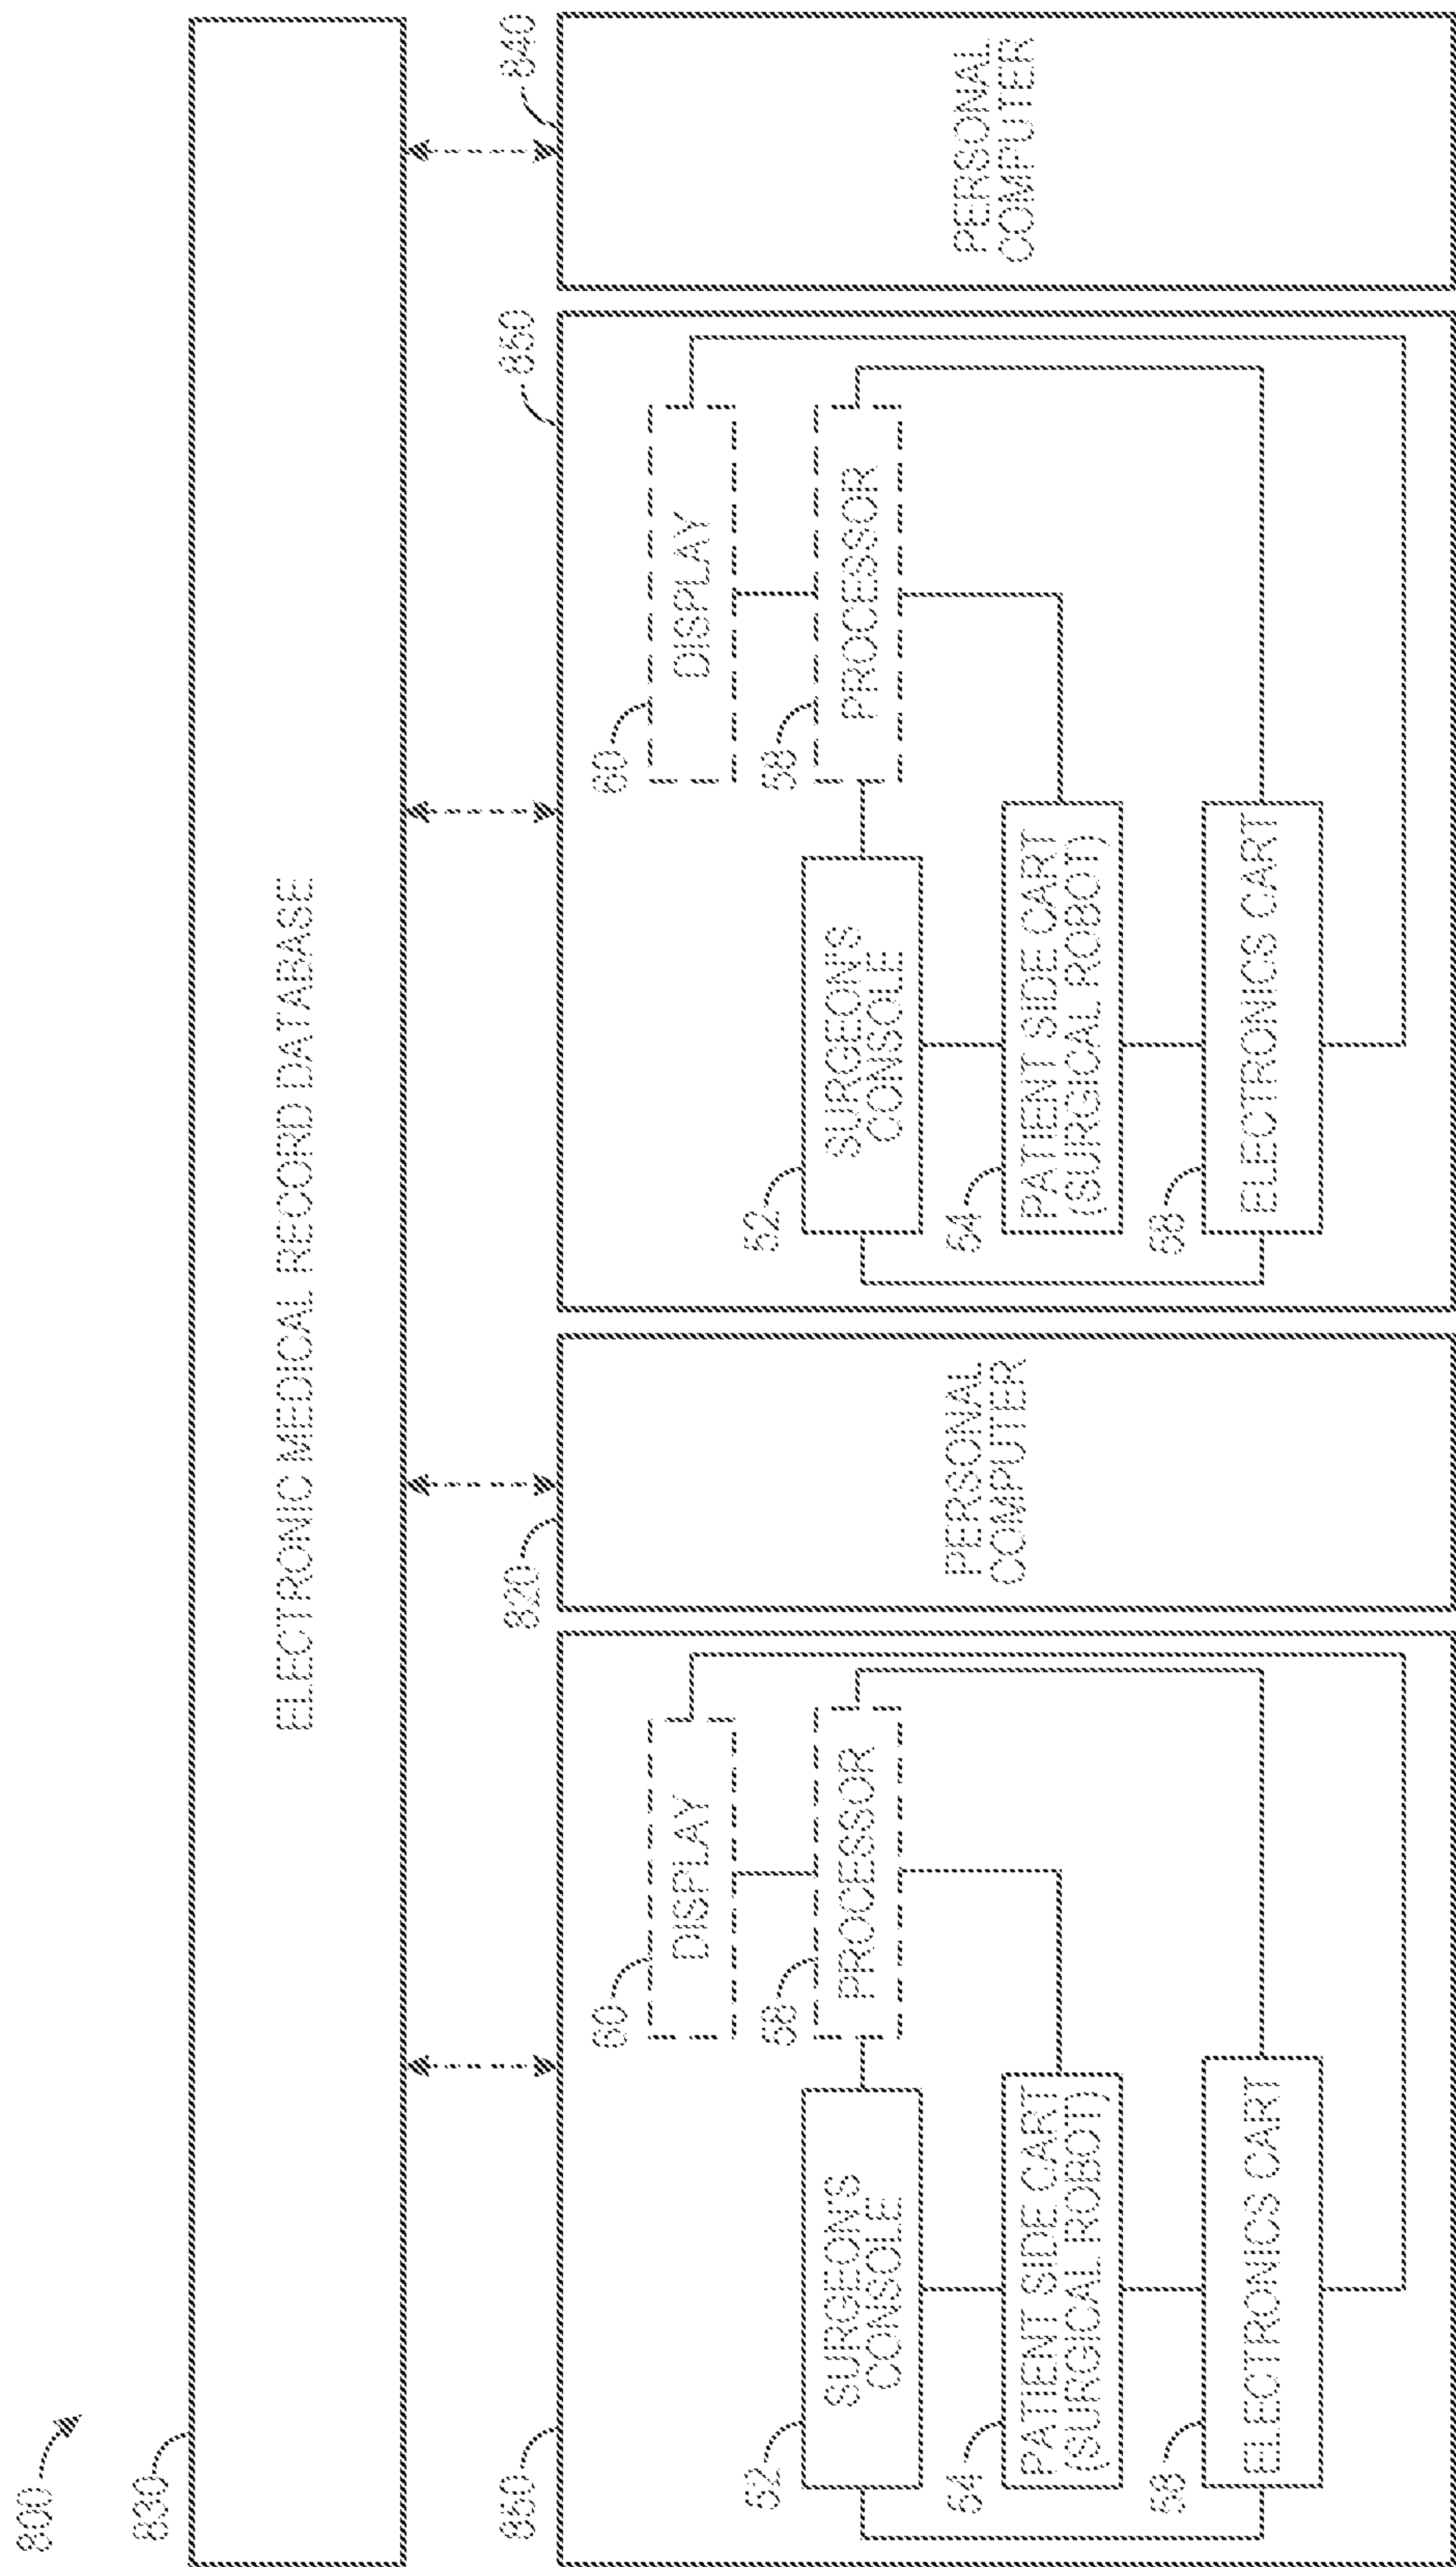 800
830
ELECTRONIC MEDICAL RECORD DATABASE
850
60
DISPLAY
58
PROCESSOR
52
SURGEON'S
CONSOLE
54
PATIENT SIDE CART
(SURGICAL ROBOT)
ELECTRONICS CART
820
PERSONAL
COMPUTER
850
60
DISPLAY
58
PROCESSOR
52
SURGEON'S
CONSOLE
54
PATIENT SIDE CART
(SURGICAL ROBOT)
ELECTRONICS CART
840
PERSONAL
COMPUTER